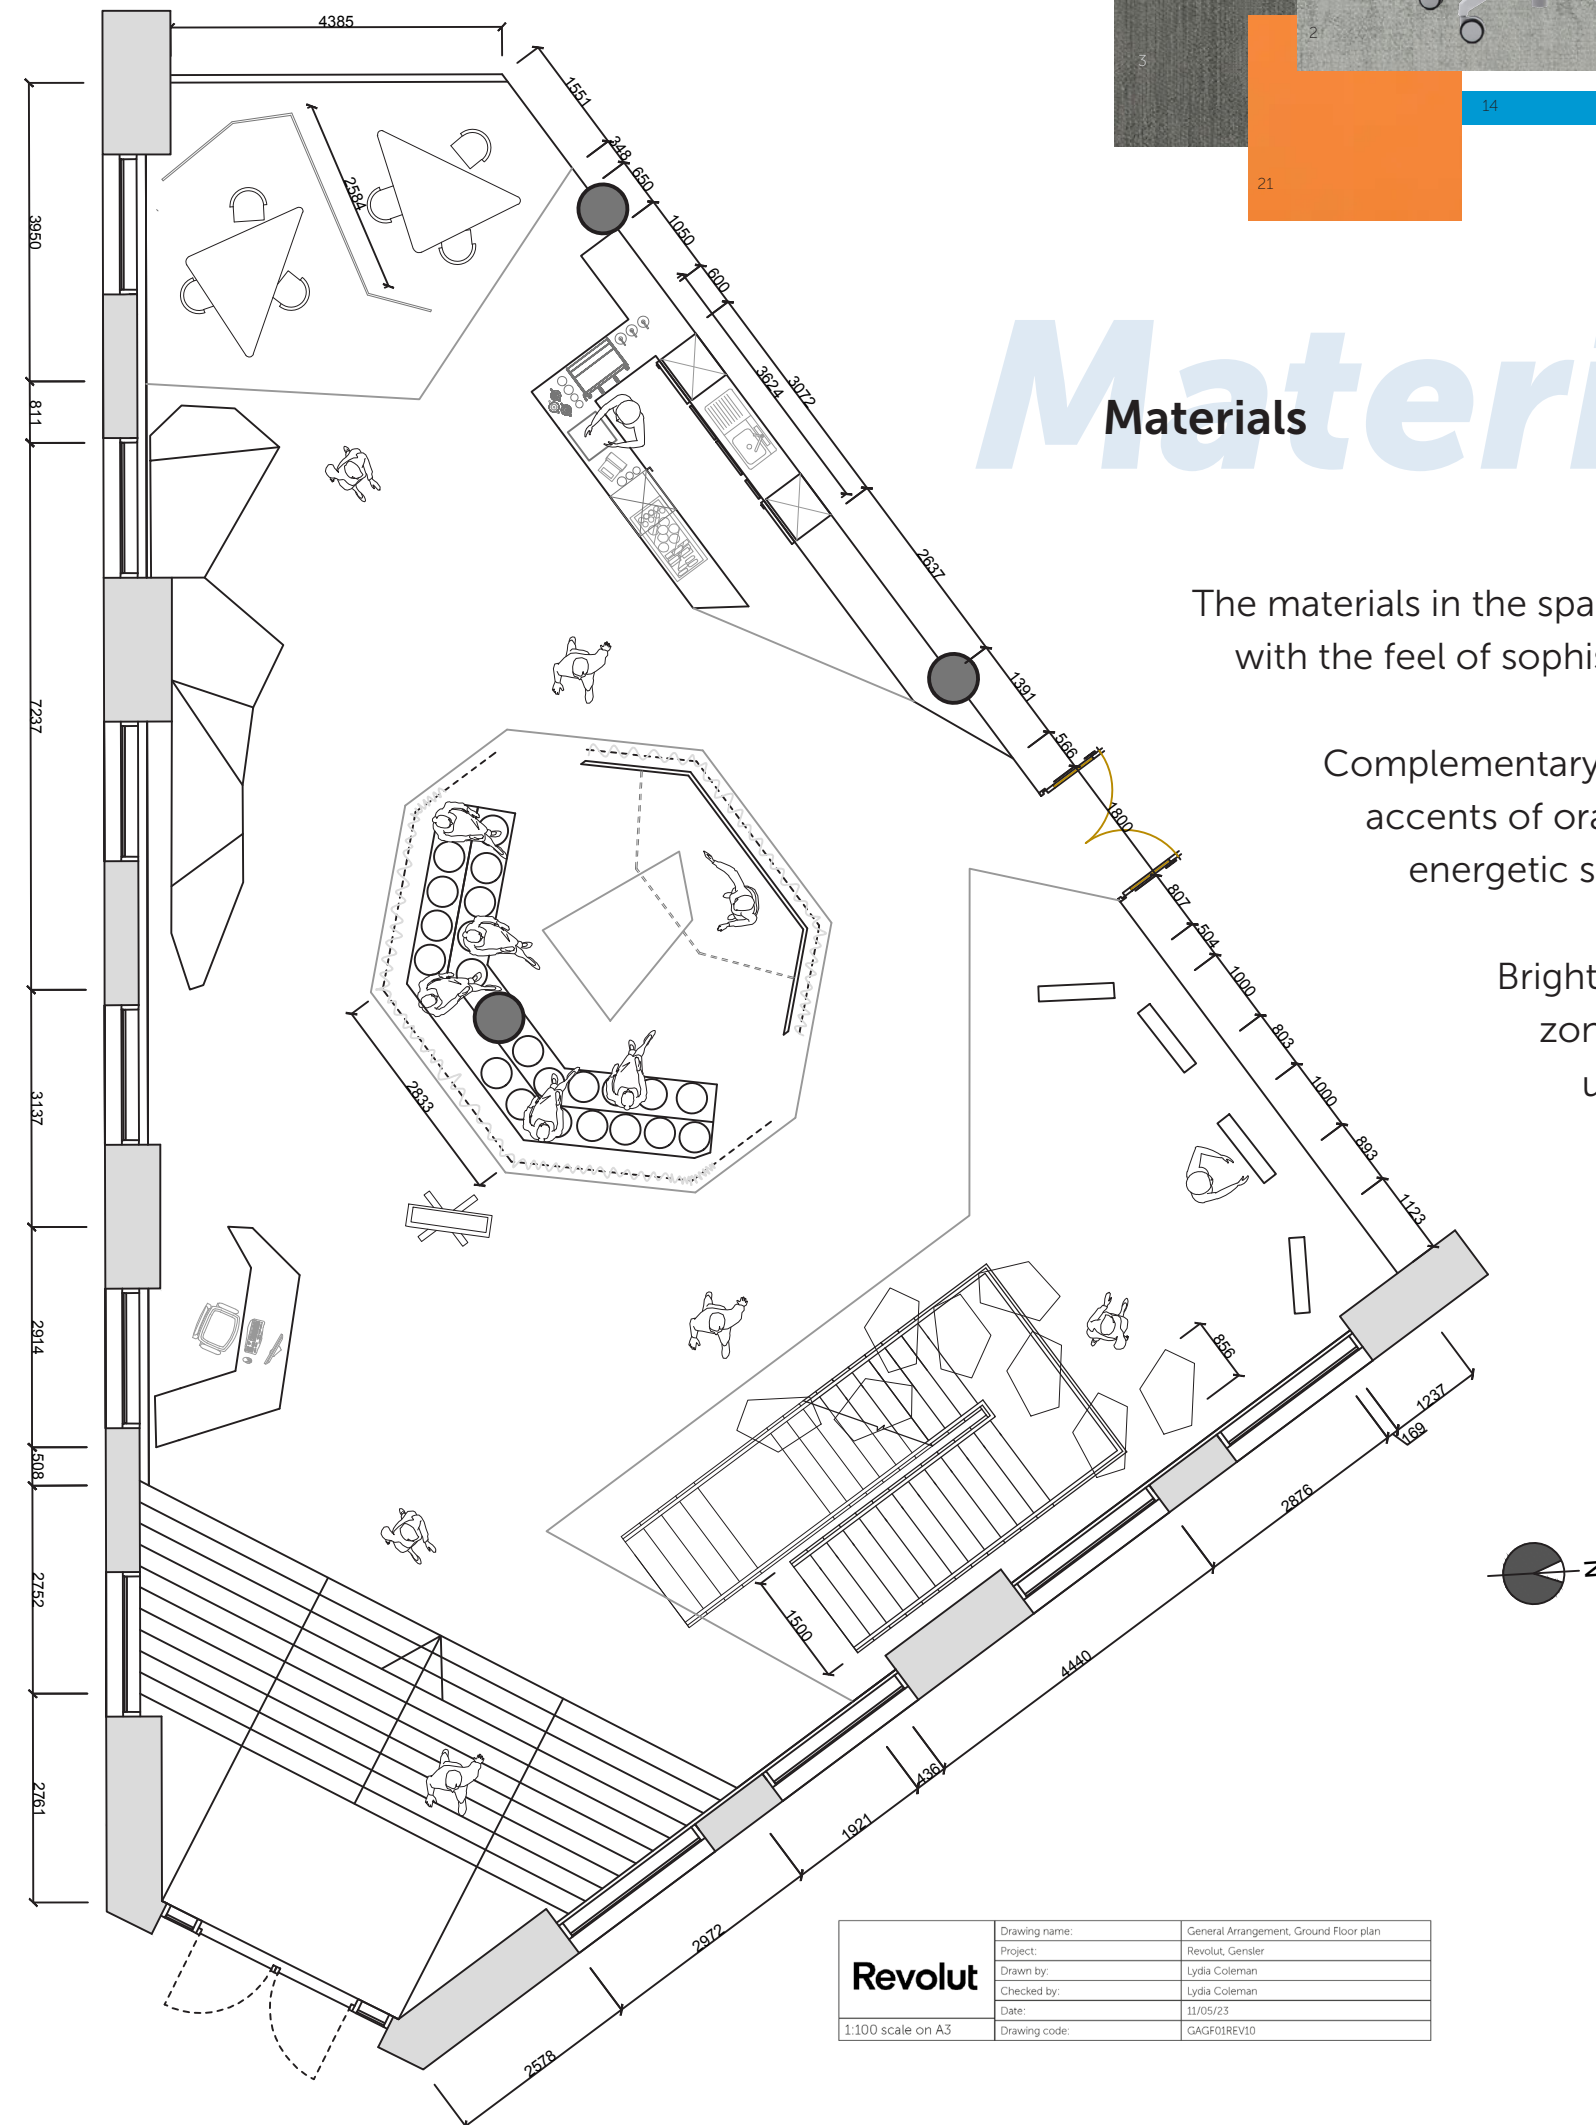 4385
1551
348
650
1050
600
3072
3624
2637
1391
566
1800
807
504
1000
803
1000
893
1123
2584
3950
811
7237
3137
2914
508
2752
2761
2833
856
1500
1237
169
2876
4440
436
1921
2972
2578
N
3
2
14
21
Materi
Materials
The materials in the spa
with the feel of sophis
Complementary
accents of ora
energetic s
Bright
zon
u
Revolut
1:100 scale on A3
Drawing name: General Arrangement, Ground Floor plan
Project: Revolut, Gensler
Drawn by: Lydia Coleman
Checked by: Lydia Coleman
Date: 11/05/23
Drawing code: GAGF01REV10